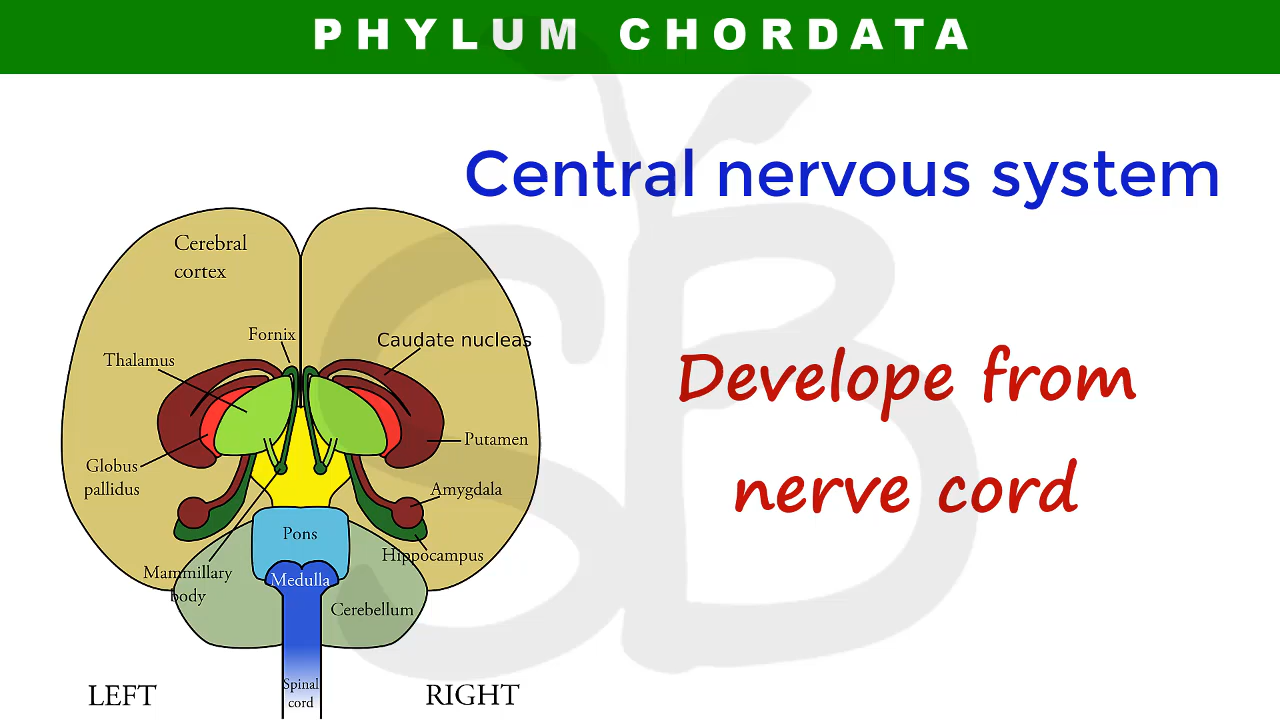 PHYLUM CHORDATA
Central nervous system
Cerebral
cortex
Fornix
Caudate nucleas
Thalamus
Develope from
Putamen
Globus
pallidus
Amygdala
nerve cord
Pons
Hippocampus
Mammillary
body
Medulla
Cerebellum
Spinal
cord
LEFT
RIGHT
SB